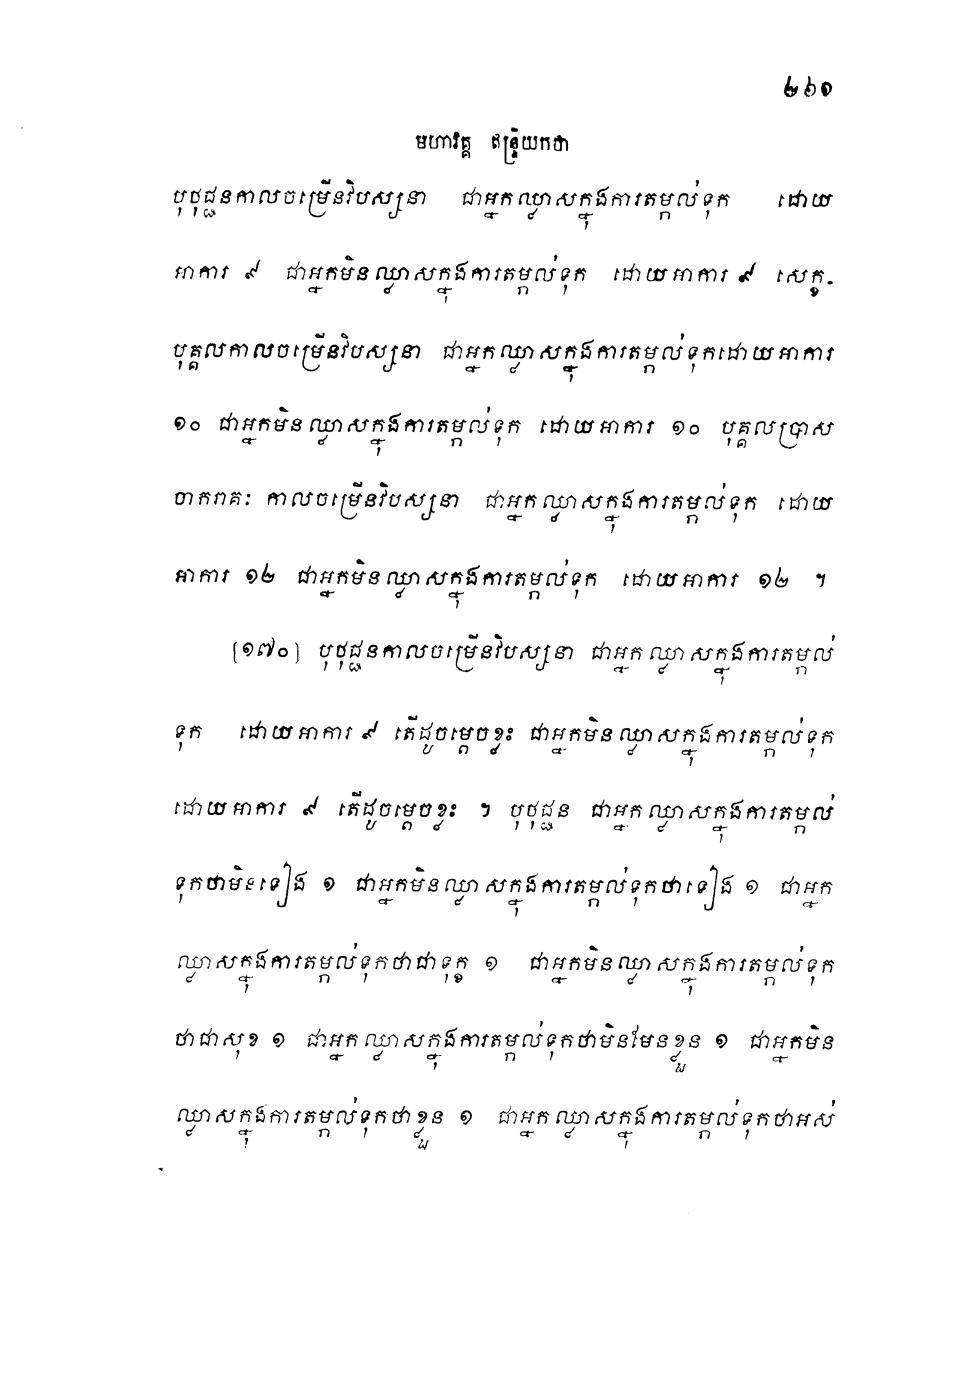 ២៦១
មហាវគ្គ ឥន្ទ្រិយកថា
បុថុជ្ជនកាលចម្រើនវិបស្សនា ជាអ្នកឈ្លាសក្នុងការតម្កល់ទុក ដោយ
អាការ ៩ ជាអ្នកមិនឈ្លាសក្នុងការតម្កល់ទុក ដោយអាការ ៩ សេក្ខ-
បុគ្គលកាលចម្រើនវិបស្សនា ជាអ្នកឈ្លាសក្នុងការតម្កល់ទុកដោយអាការ
១០ ជាអ្នកមិនឈ្លាសក្នុងការតម្កល់ទុក ដោយអាការ ១០ បុគ្គលប្រាស
ចាករាគៈ កាលចម្រើនវិបស្សនា ជាអ្នកឈ្លាសក្នុងការតម្កល់ទុក ដោយ
អាការ ១២ ជាអ្នកមិនឈ្លាសក្នុងការតម្កល់ទុក ដោយអាការ ១២ ។
[១៧០] បុថុជ្ជនកាលចម្រើនវិបស្សនា ជាអ្នកឈ្លាសក្នុងការតម្កល់
ទុក ដោយអាការ ៩ តើដូចម្តេចខ្លះ ជាអ្នកមិនឈ្លាសក្នុងការតម្កល់ទុក
ដោយអាការ ៩ តើដូចម្តេចខ្លះ ។ បុថុជ្ជន ជាអ្នកឈ្លាសក្នុងការតម្កល់
ទុកថាមិនទៀង ១ ជាអ្នកមិនឈ្លាសក្នុងការតម្កល់ទុកថាទៀង ១ ជាអ្នក
ឈ្លាសក្នុងការតម្កល់ទុកថាជាទុក្ខ ១ ជាអ្នកមិនឈ្លាសក្នុងការតម្កល់ទុក
ថាជាសុខ ១ ជាអ្នកឈ្លាសក្នុងការតម្កល់ទុកថាមិនមែនខ្លួន ១ ជាអ្នកមិន
ឈ្លាសក្នុងការតម្កល់ទុកថាខ្លួន ១ ជាអ្នកឈ្លាសក្នុងការតម្កល់ទុកថាអស់